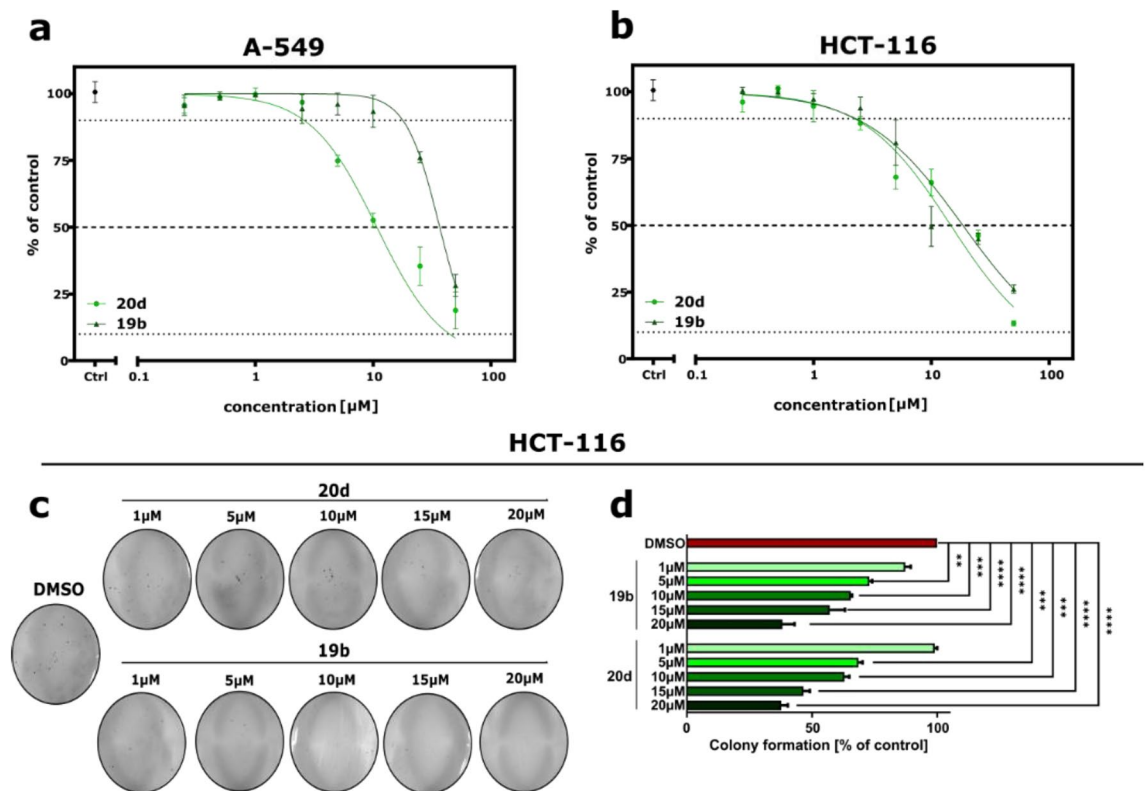 a
A-549
% of control
100
75
50
25
0
20d
19b
Ctrl 0.1 1 10 100
concentration [µM]
b
HCT-116
% of control
100
75
50
25
0
20d
19b
Ctrl 0.1 1 10 100
concentration [µM]
HCT-116
c
20d
1µM 5µM 10µM 15µM 20µM
DMSO
19b
1µM 5µM 10µM 15µM 20µM
d
DMSO
19b
1µM
5µM
10µM
15µM
20µM
20d
1µM
5µM
10µM
15µM
20µM
** *** **** **** *** *** **** ****
0 50 100
Colony formation [% of control]